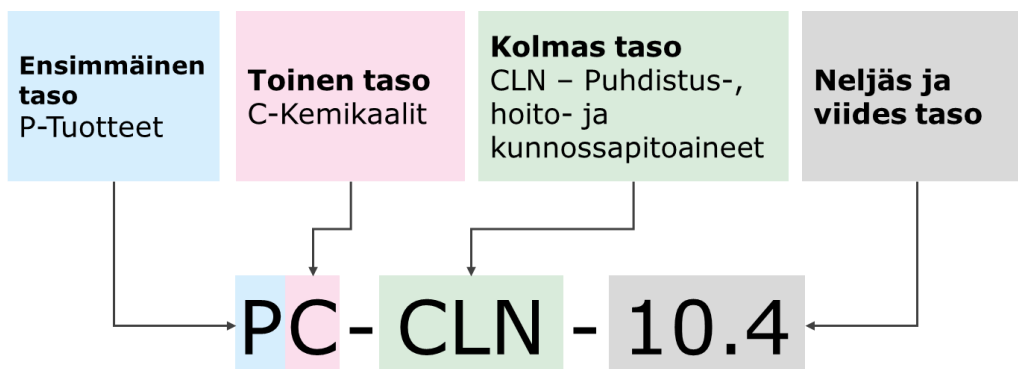 Ensimmäinen
taso
P-Tuotteet
Toinen taso
C-Kemikaalit
Kolmas taso
CLN – Puhdistus-,
hoito- ja
kunnossapitoaineet
Neljäs ja
viides taso
PC-CLN-10.4